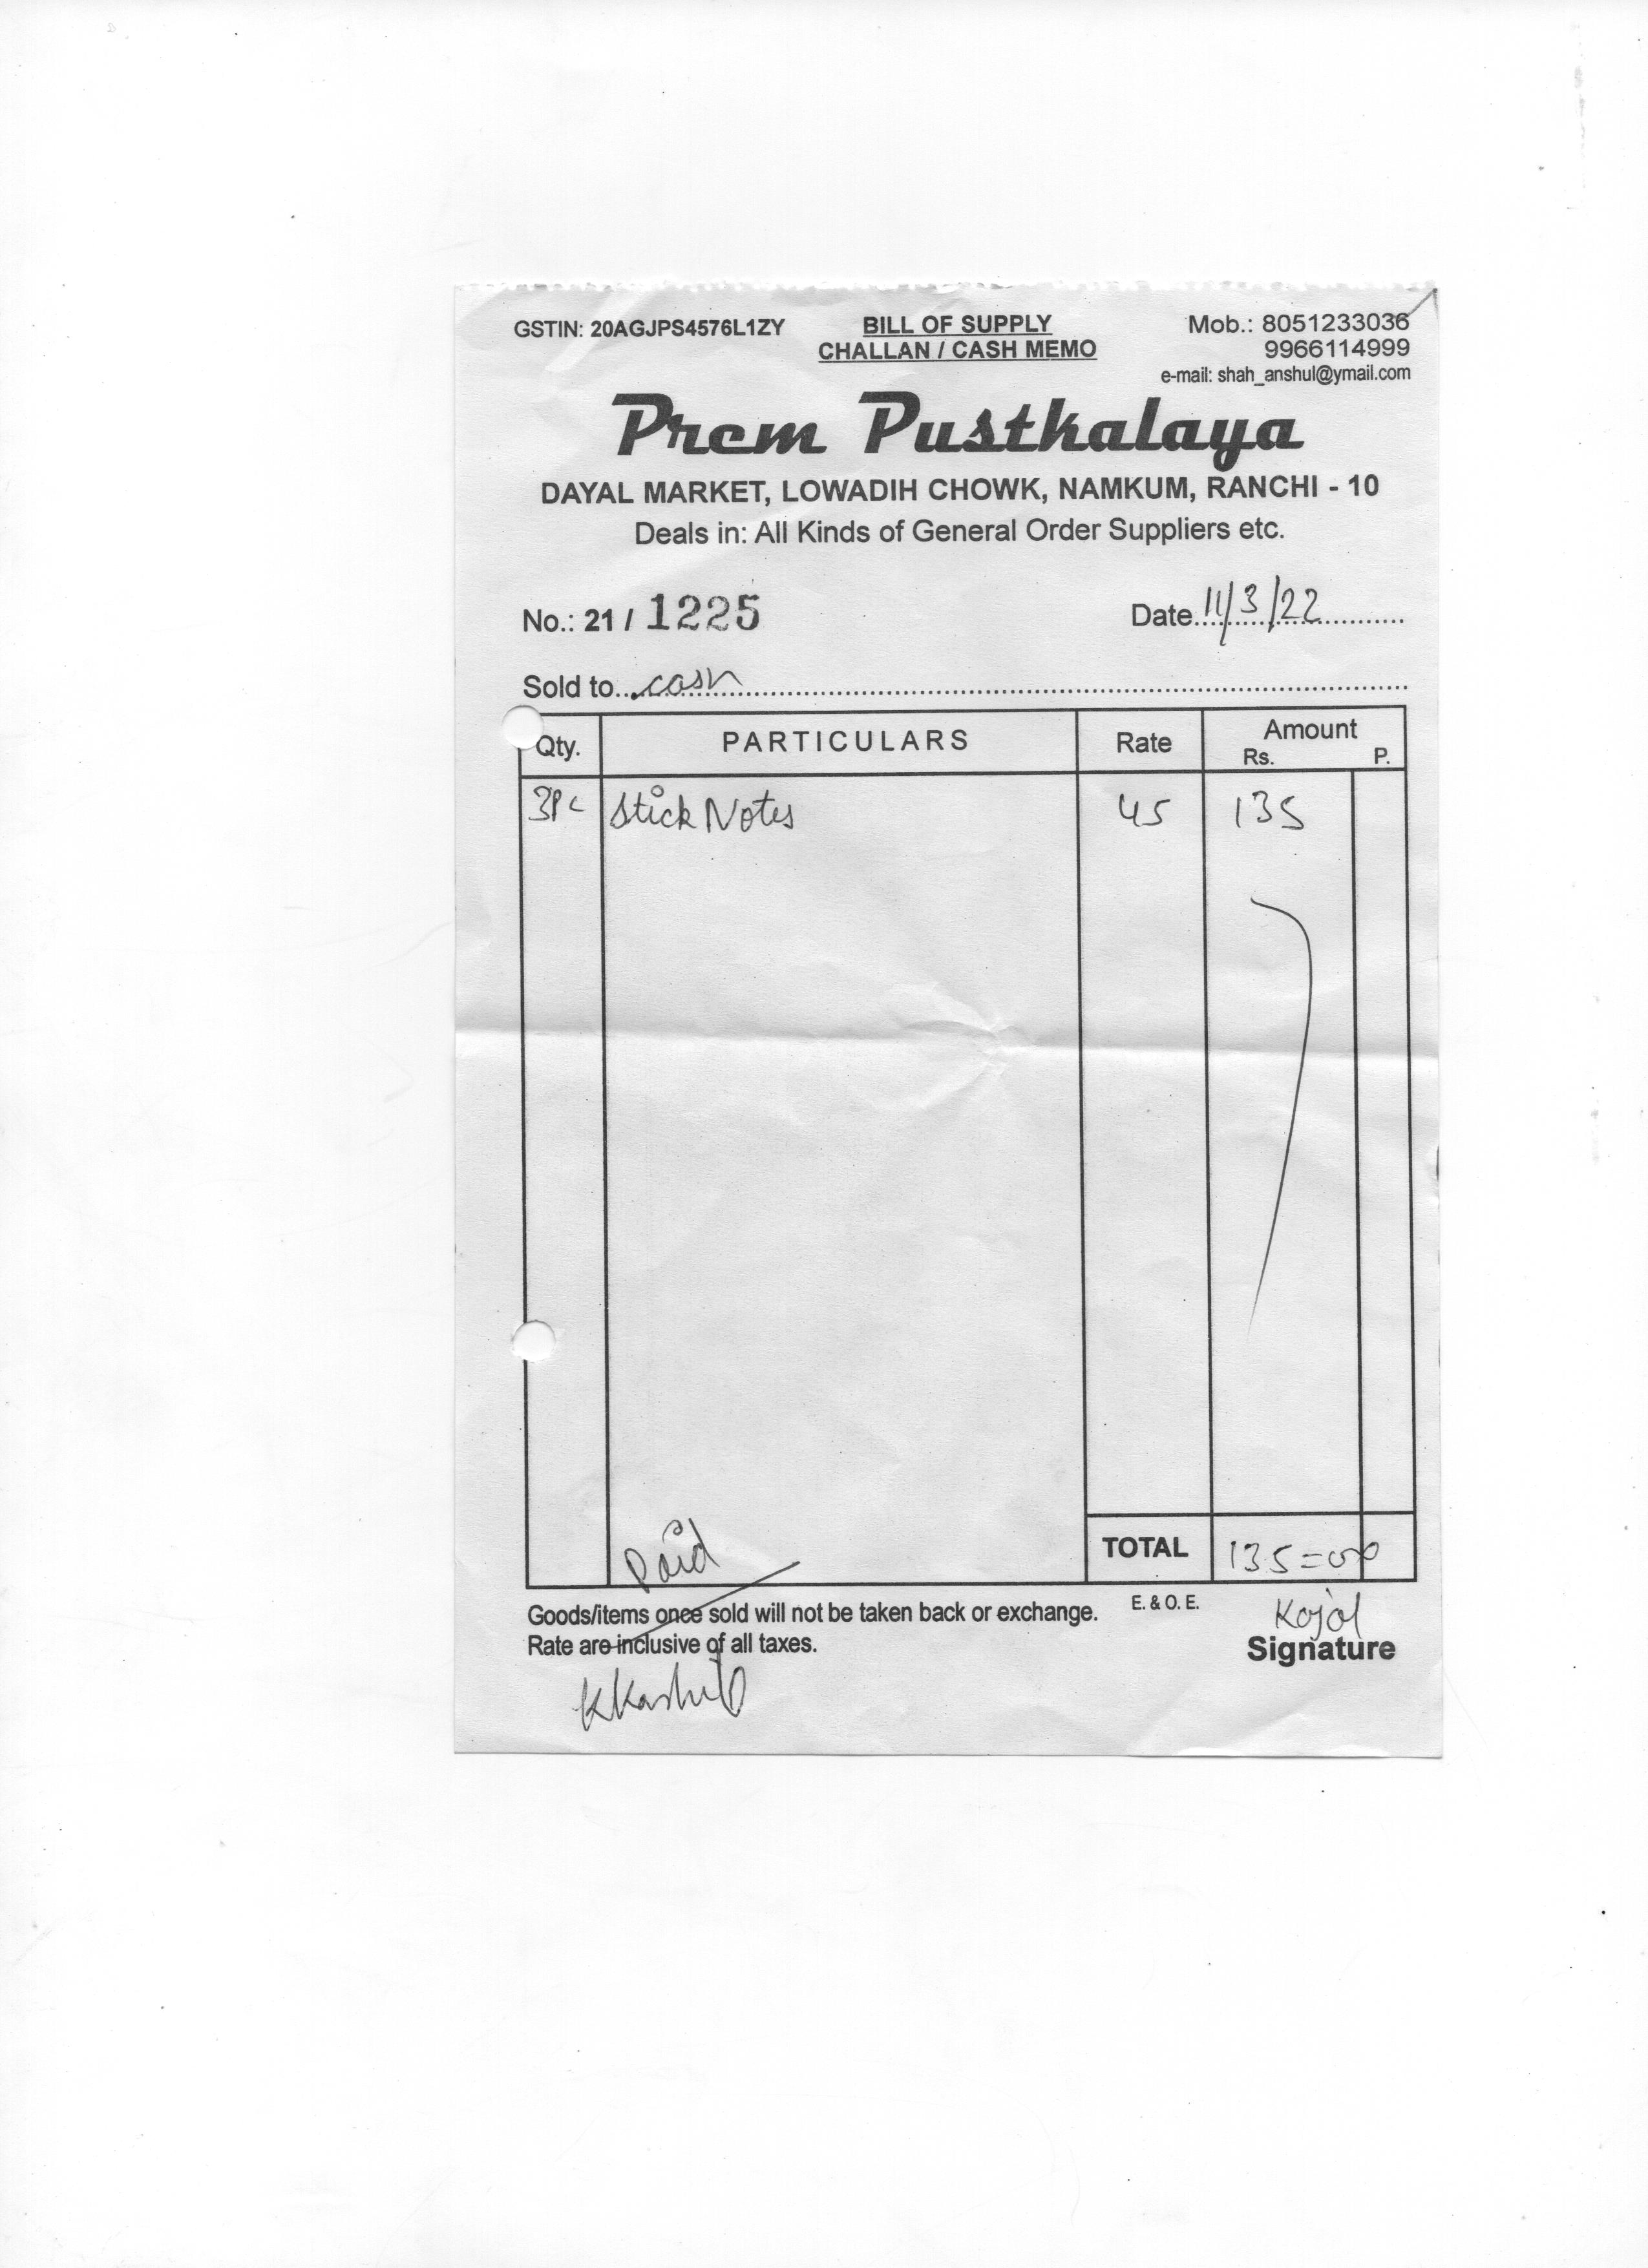 GSTIN: 20AGJPS4576L1ZY
BILL OF SUPPLY
CHALLAN / CASH MEMO
Mob.: 8051233036
9966114999
e-mail: shah_anshul@ymail.com
Prem Pusthalaya
DAYAL MARKET, LOWADIH CHOWK, NAMKUM, RANCHI - 10
Deals in: All Kinds of General Order Suppliers etc.
No.: 21 / 1225 Date 11/3/22
Sold to cash
Qty. PARTICULARS Rate Amount
Rs. P.
3Pc Stick Notes 45 135
Paid
TOTAL 135=00
Goods/items once sold will not be taken back or exchange. E. & O. E.
Rate are inclusive of all taxes.
Kajal
Signature